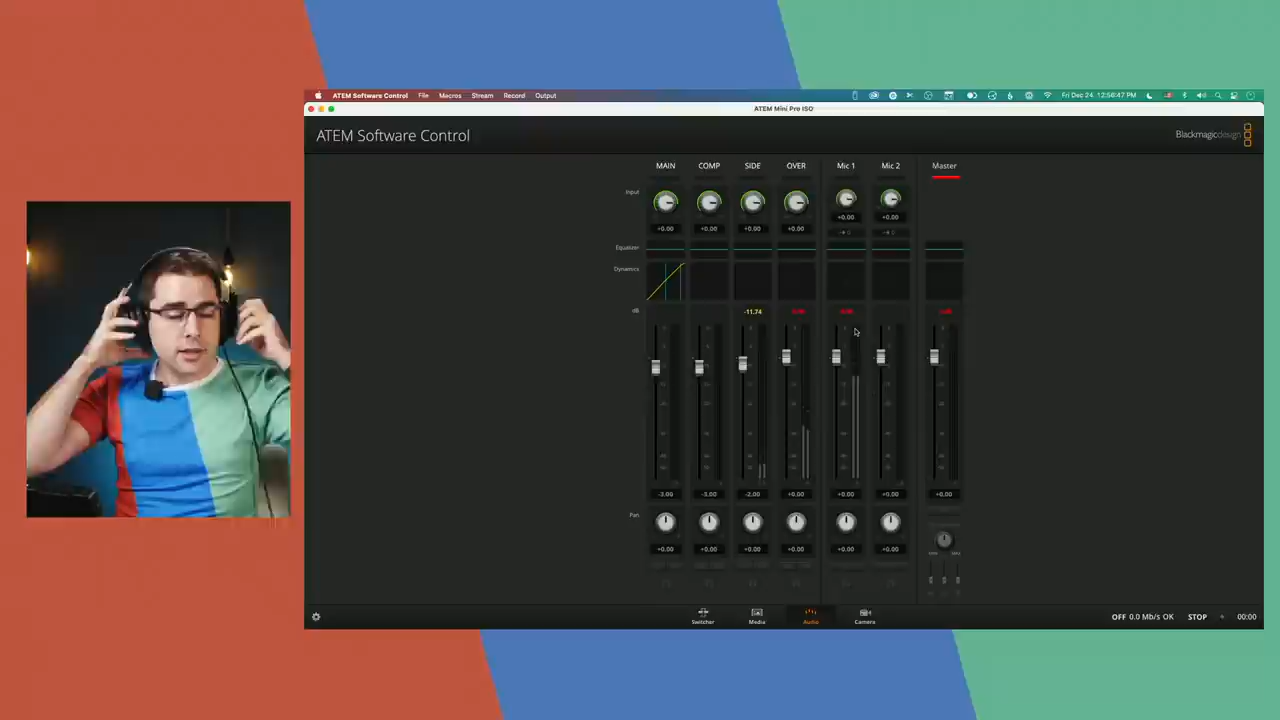 ATEM Software Control File Macros Stream Record Output Fri Dec 24 12:56:47 PM
ATEM Mini Pro ISO
ATEM Software Control
Blackmagicdesign
MAIN COMP SIDE OVER Mic 1 Mic 2 Master
Input
+0.00 +0.00 +0.00 +0.00 +0.00 +0.00
Equalizer
Dynamics
dB -11.74
-3.00 -3.00 -2.00 +0.00 +0.00 +0.00 +0.00
Pan
+0.00 +0.00 +0.00 +0.00 +0.00 +0.00
Switcher Media Audio Camera
OFF 0.0 Mb/s OK STOP 00:00